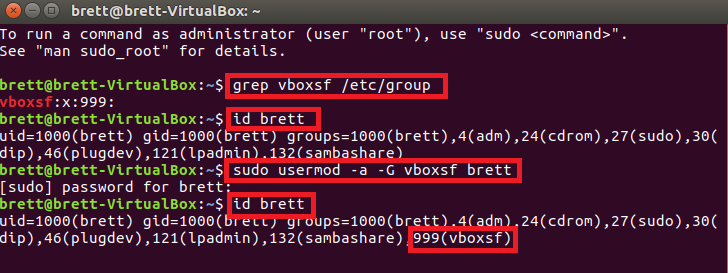 brett@brett-VirtualBox: ~
To run a command as administrator (user "root"), use "sudo <command>".
See "man sudo_root" for details.
brett@brett-VirtualBox:~$ grep vboxsf /etc/group
vboxsf:x:999:
brett@brett-VirtualBox:~$ id brett
uid=1000(brett) gid=1000(brett) groups=1000(brett),4(adm),24(cdrom),27(sudo),30(
dip),46(plugdev),121(lpadmin),132(sambashare)
brett@brett-VirtualBox:~$ sudo usermod -a -G vboxsf brett
[sudo] password for brett:
brett@brett-VirtualBox:~$ id brett
uid=1000(brett) gid=1000(brett) groups=1000(brett),4(adm),24(cdrom),27(sudo),30(
dip),46(plugdev),121(lpadmin),132(sambashare),999(vboxsf)